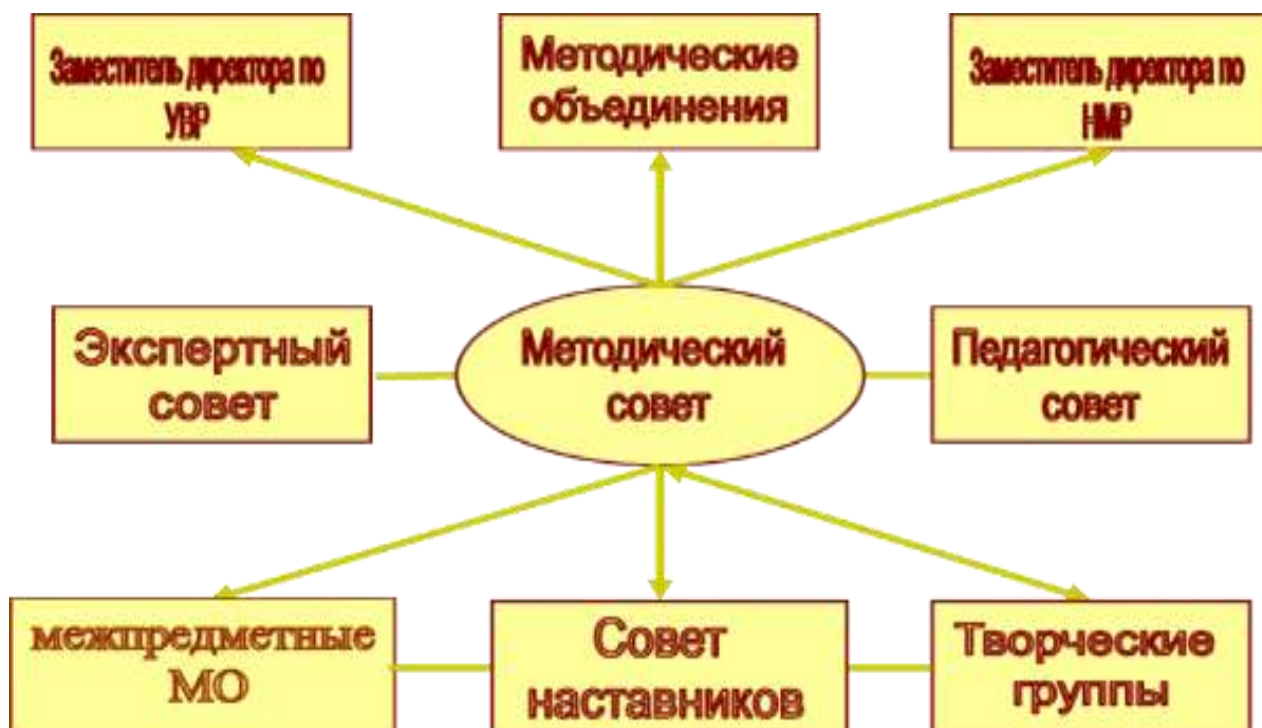 Заместитель директора по
УВР
Методические
объединения
Заместитель директора по
НМР
Экспертный
совет
Методический
совет
Педагогический
совет
межпредметные
МО
Совет
наставников
Творческие
группы